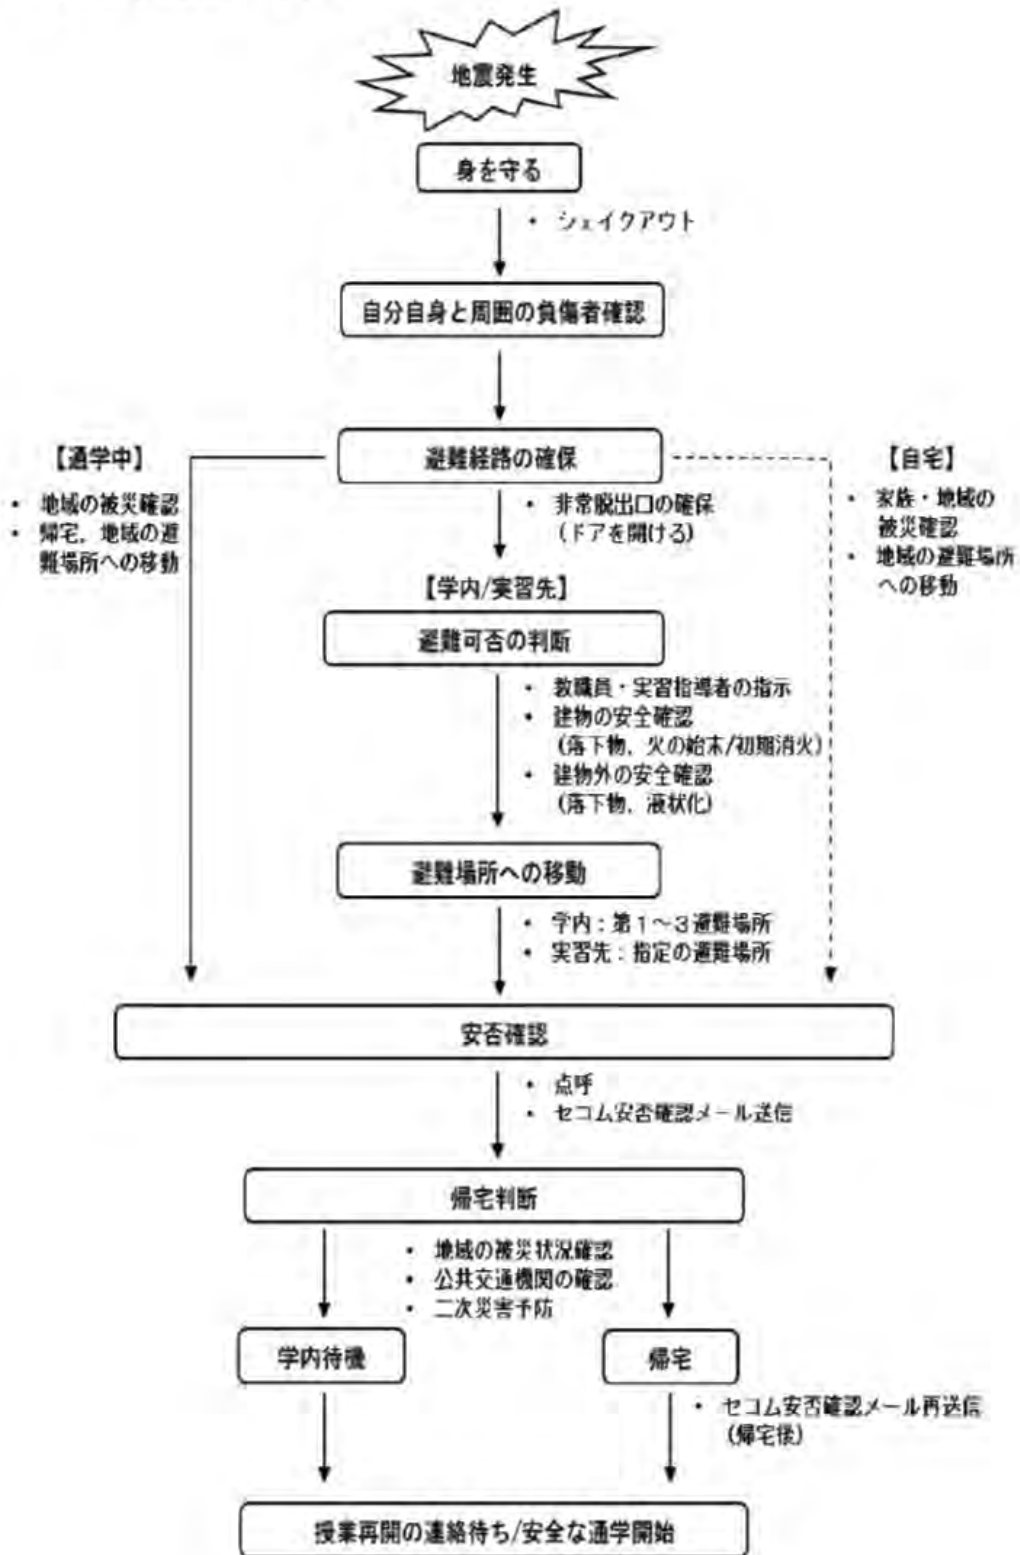 地震発生
身を守る
・ シェイクアウト
自分自身と周囲の負傷者確認
避難経路の確保
【通学中】
・ 地域の被災確認
・ 帰宅，地域の避
難場所への移動
・ 非常脱出口の確保
(ドアを開ける)
【自宅】
・ 家族・地域の
被災確認
・ 地域の避難場所
への移動
【学内/実習先】
避難可否の判断
・ 教職員・実習指導者の指示
・ 建物の安全確認
(落下物，火の始末/初期消火)
・ 建物外の安全確認
(落下物，液状化)
避難場所への移動
・ 学内：第１～３避難場所
・ 実習先：指定の避難場所
安否確認
・ 点呼
・ セコム安否確認メール送信
帰宅判断
・ 地域の被災状況確認
・ 公共交通機関の確認
・ 二次災害予防
学内待機
帰宅
・ セコム安否確認メール再送信
(帰宅後)
授業再開の連絡待ち/安全な通学開始